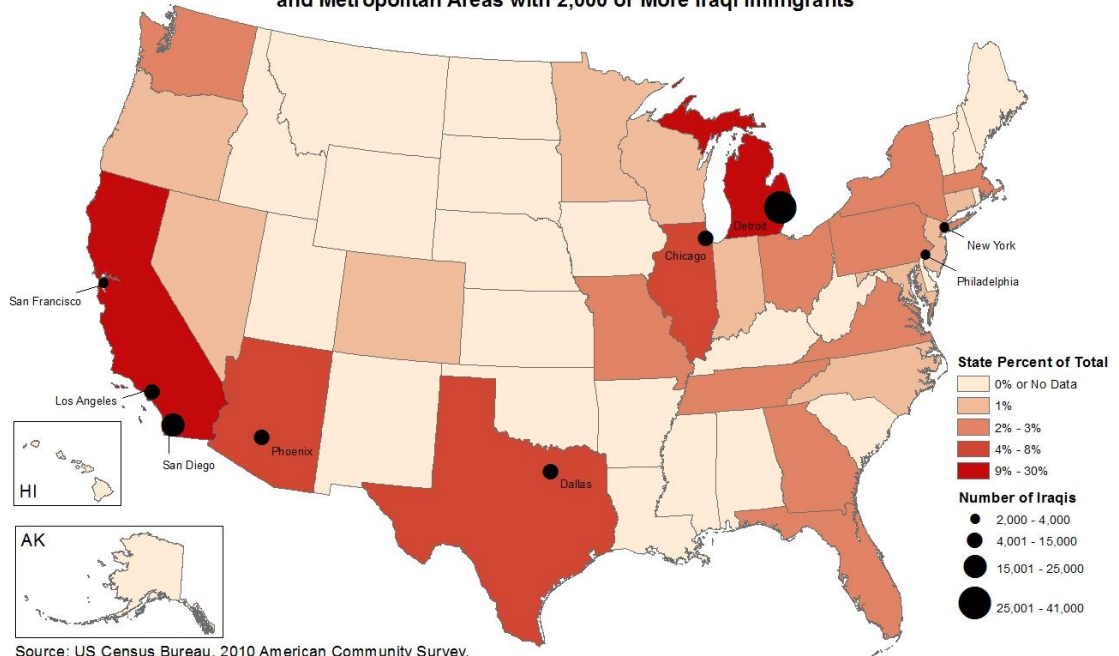 and Metropolitan Areas with 2,000 or More Iraqi Immigrants
Detroit
Chicago
New York
Philadelphia
San Francisco
Los Angeles
San Diego
Phoenix
Dallas
HI
AK
State Percent of Total
0% or No Data
1%
2% - 3%
4% - 8%
9% - 30%
Number of Iraqis
2,000 - 4,000
4,001 - 15,000
15,001 - 25,000
25,001 - 41,000
Source: US Census Bureau, 2010 American Community Survey.